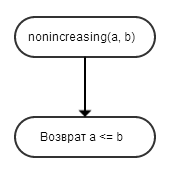 nonincreasing(a, b)
Возврат a <= b